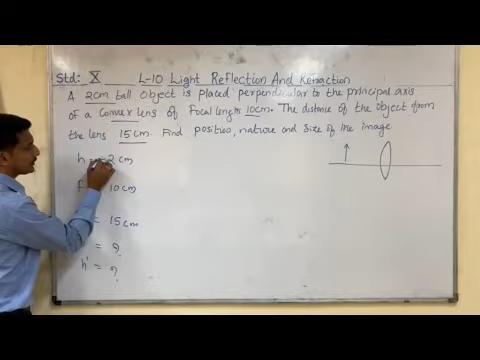 Std: X L-10 Light Reflection And Refraction
A 2cm tall object is placed perpendicular to the principal axis
of a Convex lens of Focal length 10cm. The distance of the object from
the lens 15cm. Find position, nature and size of the image
h = 2 cm
f 10cm
= 15cm
= ?
h' = ?